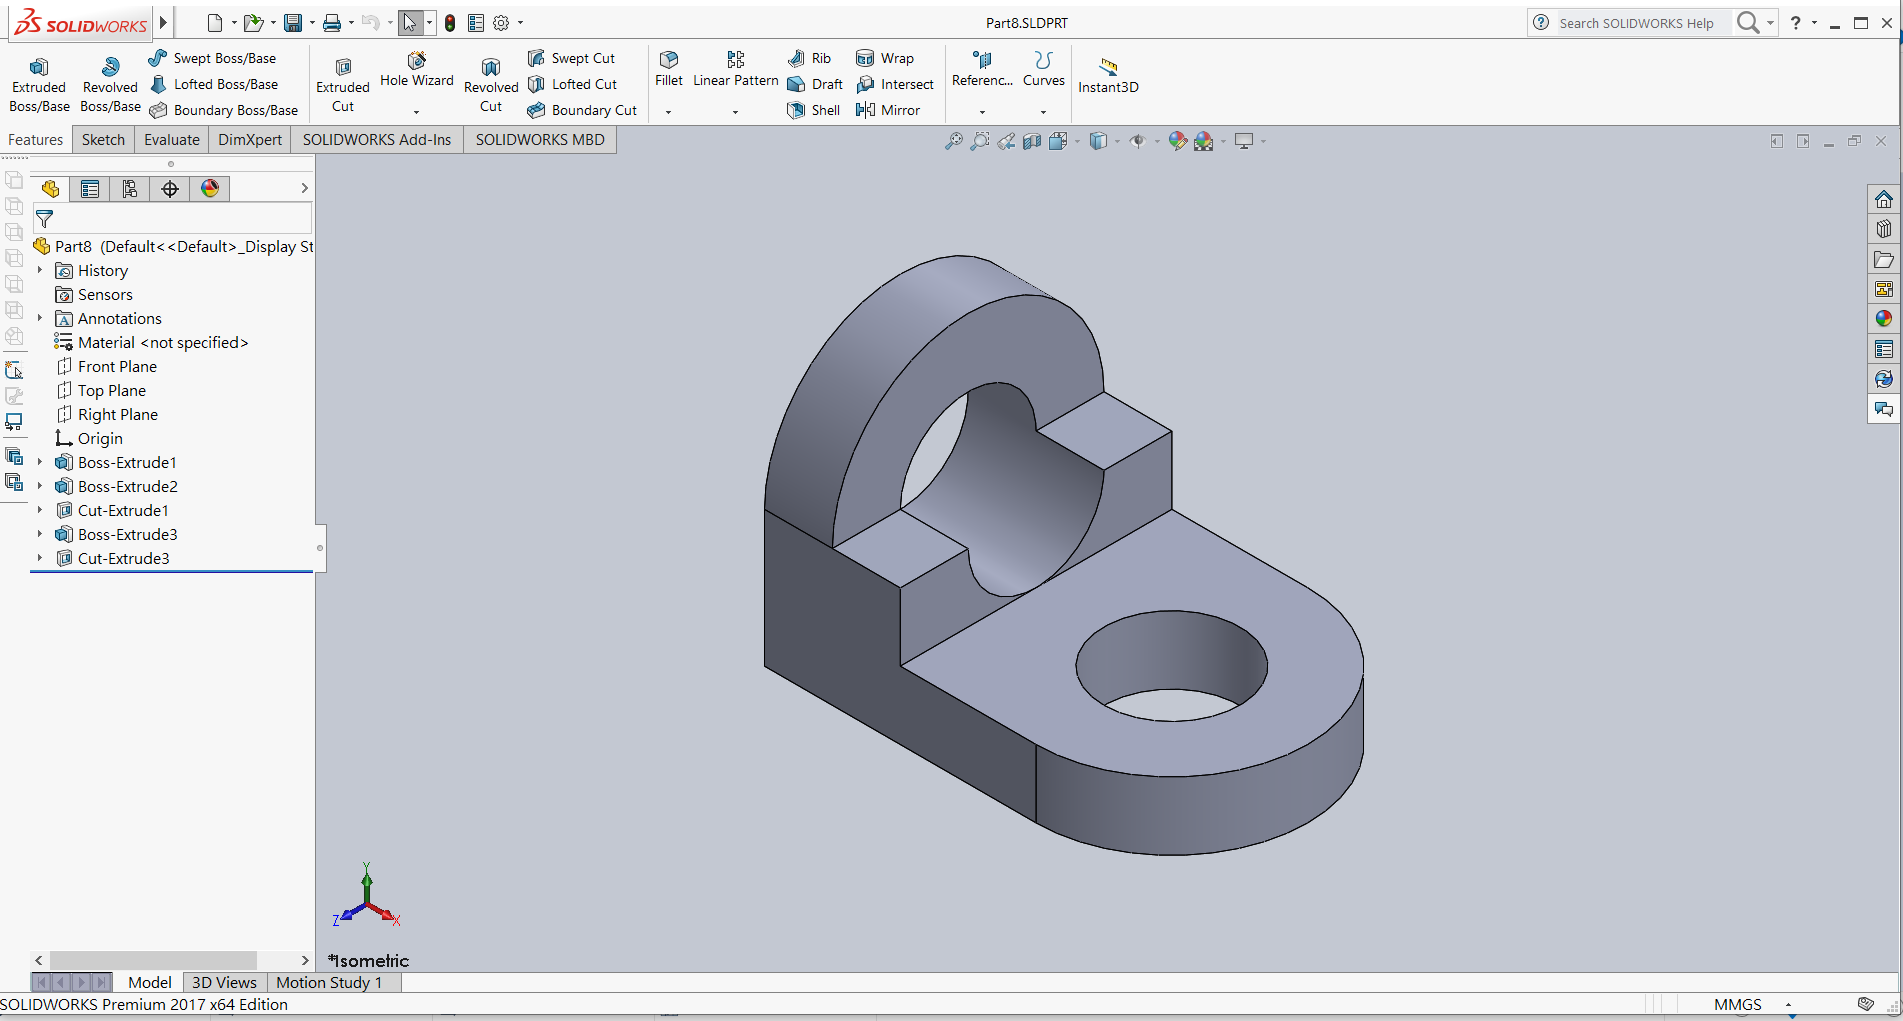 SOLIDWORKS
Part8.SLDPRT
Search SOLIDWORKS Help
?
Extruded Boss/Base
Revolved Boss/Base
Swept Boss/Base
Lofted Boss/Base
Boundary Boss/Base
Extruded Cut
Hole Wizard
Revolved Cut
Swept Cut
Lofted Cut
Boundary Cut
Fillet
Linear Pattern
Rib
Draft
Shell
Wrap
Intersect
Mirror
Referenc...
Curves
Instant3D
Features
Sketch
Evaluate
DimXpert
SOLIDWORKS Add-Ins
SOLIDWORKS MBD
Part8 (Default<<Default>_Display St
History
Sensors
Annotations
Material <not specified>
Front Plane
Top Plane
Right Plane
Origin
Boss-Extrude1
Boss-Extrude2
Cut-Extrude1
Boss-Extrude3
Cut-Extrude3
Y
Z
X
*Isometric
Model
3D Views
Motion Study 1
SOLIDWORKS Premium 2017 x64 Edition
MMGS